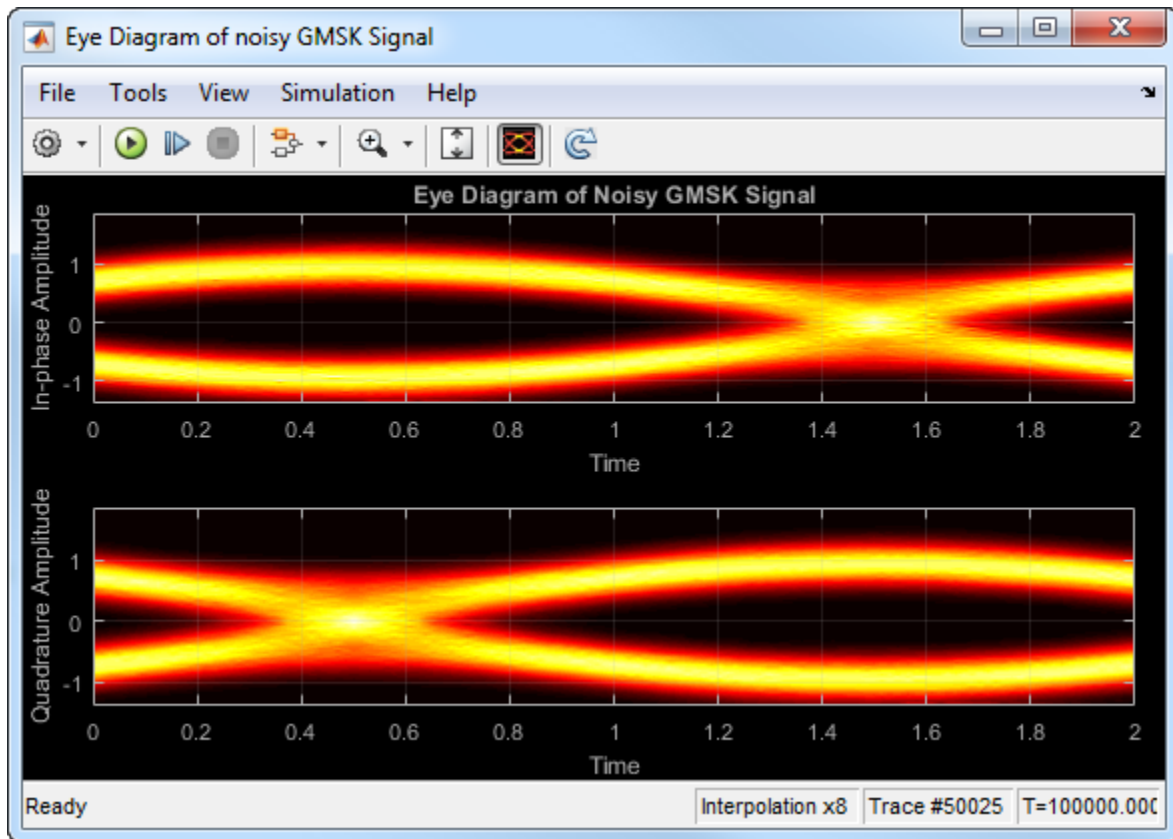 Eye Diagram of noisy GMSK Signal
File Tools View Simulation Help
Eye Diagram of Noisy GMSK Signal
In-phase Amplitude
1
0
-1
0 0.2 0.4 0.6 0.8 1 1.2 1.4 1.6 1.8 2
Time
Quadrature Amplitude
1
0
-1
0 0.2 0.4 0.6 0.8 1 1.2 1.4 1.6 1.8 2
Time
Ready Interpolation x8 Trace #50025 T=100000.000